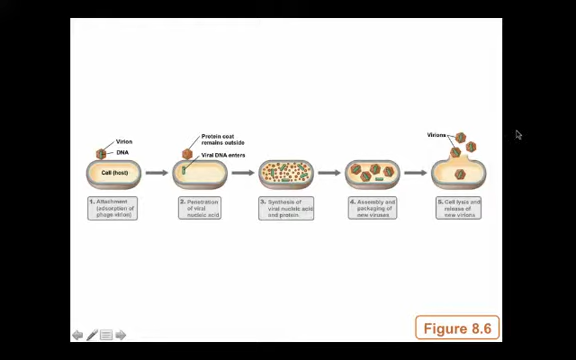 Virion
DNA
Cell (host)
Protein coat
remains outside
Viral DNA enters
Virions
1. Attachment
(adsorption of
phage virion)
2. Penetration
of viral
nucleic acid
3. Synthesis of
viral nucleic acid
and protein
4. Assembly and
packaging of
new viruses
5. Cell lysis and
release of
new virions
Figure 8.6